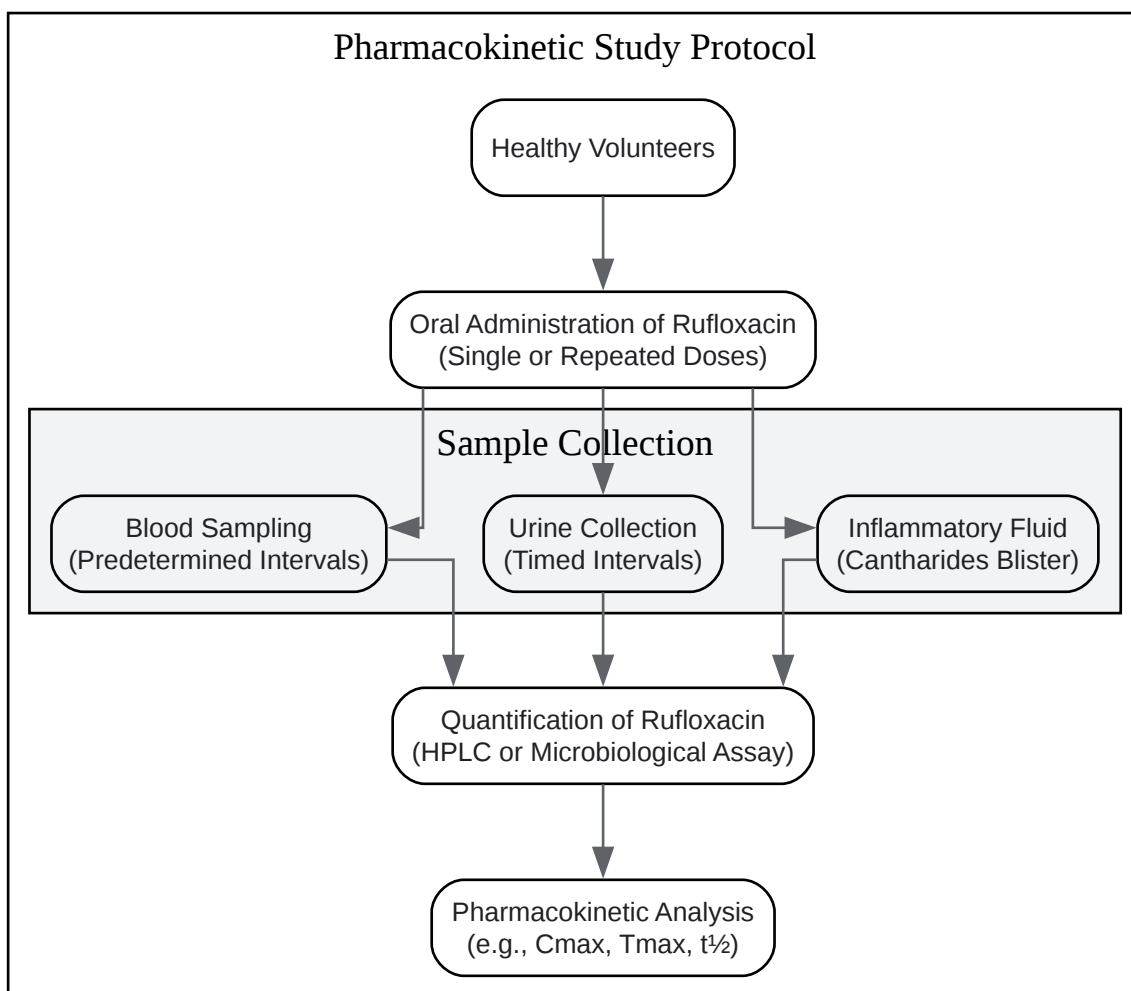 Pharmacokinetic Study Protocol
Healthy Volunteers
Oral Administration of Rufloxacin
(Single or Repeated Doses)
Sample Collection
Blood Sampling
(Predetermined Intervals)
Urine Collection
(Timed Intervals)
Inflammatory Fluid
(Cantharides Blister)
Quantification of Rufloxacin
(HPLC or Microbiological Assay)
Pharmacokinetic Analysis
(e.g., Cmax, Tmax, t½)